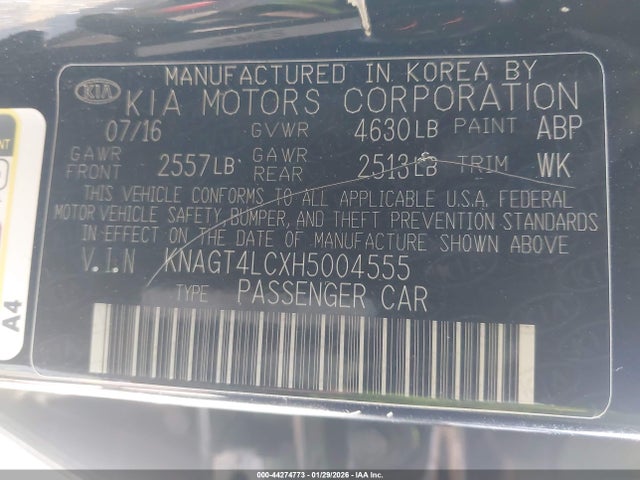 KIA
MANUFACTURED IN KOREA BY
KIA MOTORS CORPORATION
07/16 GVWR 4630LB PAINT ABP
GAWR FRONT 2557LB GAWR REAR 2513LB TRIM WK
THIS VEHICLE CONFORMS TO ALL APPLICABLE U.S.A. FEDERAL
MOTOR VEHICLE SAFETY, BUMPER, AND THEFT PREVENTION STANDARDS
IN EFFECT ON THE DATE OF MANUFACTURE SHOWN ABOVE
V.I.N KNAGT4LCXH5004555
TYPE PASSENGER CAR
A4
000-44274773 - 01/29/2026 - IAA Inc.